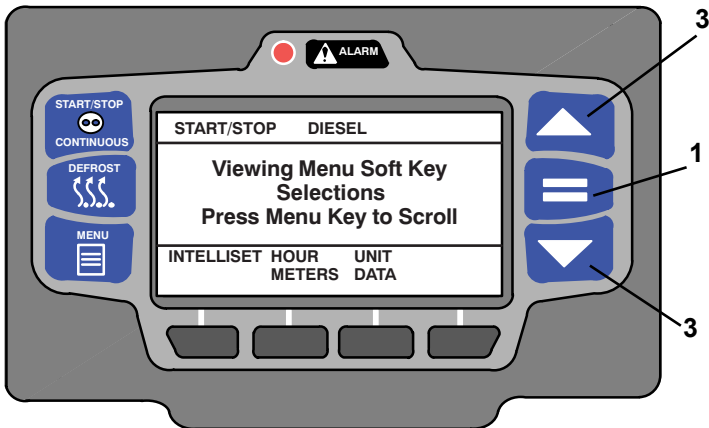 3
ALARM
START/STOP
CONTINUOUS
START/STOP DIESEL
DEFROST
Viewing Menu Soft Key
Selections
Press Menu Key to Scroll
1
MENU
INTELLISET HOUR UNIT
METERS DATA
3